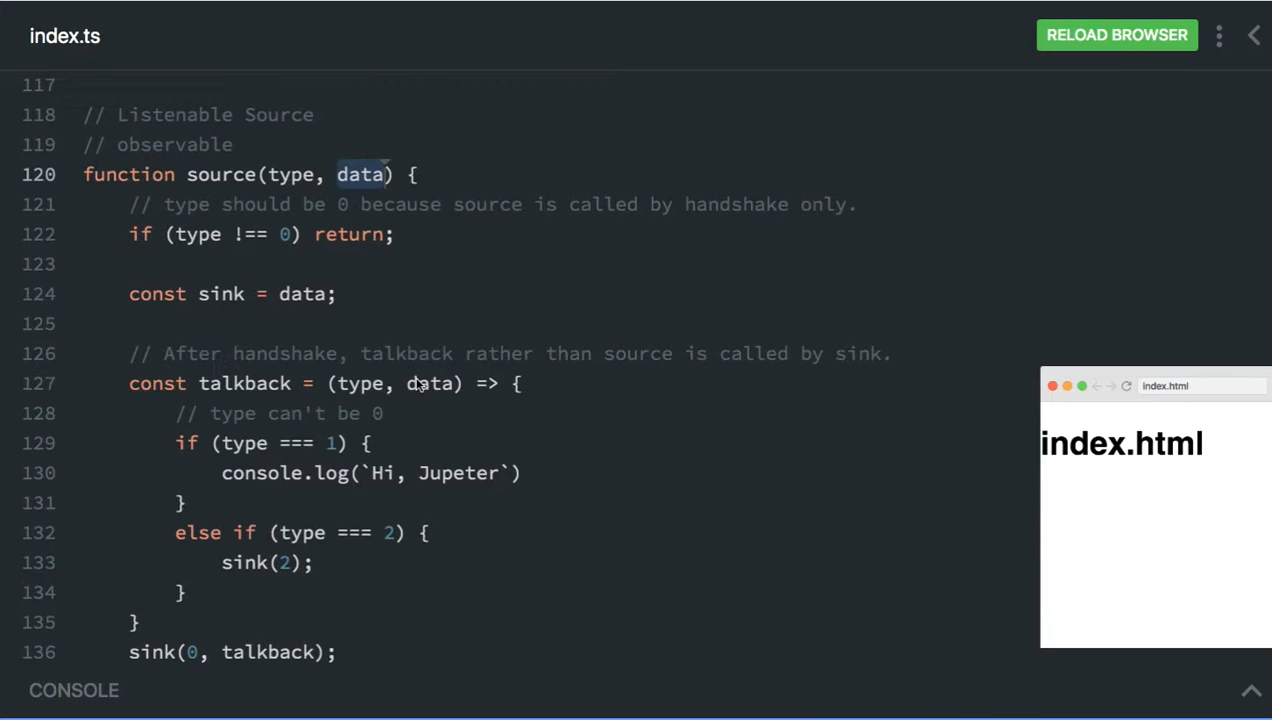 index.ts
RELOAD BROWSER
117
118 // Listenable Source
119 // observable
120 function source(type, data) {
121 // type should be 0 because source is called by handshake only.
122 if (type !== 0) return;
123
124 const sink = data;
125
126 // After handshake, talkback rather than source is called by sink.
127 const talkback = (type, data) => {
128 // type can't be 0
129 if (type === 1) {
130 console.log(`Hi, Jupeter`)
131 }
132 else if (type === 2) {
133 sink(2);
134 }
135 }
136 sink(0, talkback);
index.html
index.html
CONSOLE